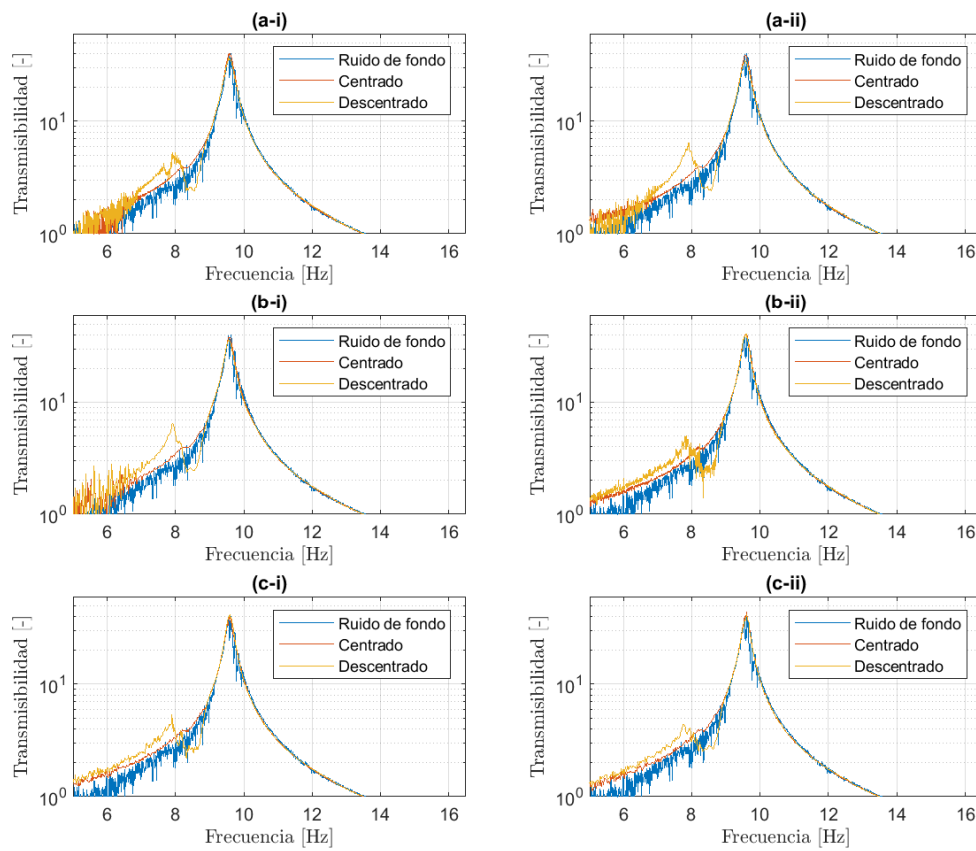 (a-i)
Transmisibilidad [-]
10^1
10^0
Ruido de fondo
Centrado
Descentrado
6 8 10 12 14 16
Frecuencia [Hz]
(a-ii)
Transmisibilidad [-]
10^1
10^0
Ruido de fondo
Centrado
Descentrado
6 8 10 12 14 16
Frecuencia [Hz]
(b-i)
Transmisibilidad [-]
10^1
10^0
Ruido de fondo
Centrado
Descentrado
6 8 10 12 14 16
Frecuencia [Hz]
(b-ii)
Transmisibilidad [-]
10^1
10^0
Ruido de fondo
Centrado
Descentrado
6 8 10 12 14 16
Frecuencia [Hz]
(c-i)
Transmisibilidad [-]
10^1
10^0
Ruido de fondo
Centrado
Descentrado
6 8 10 12 14 16
Frecuencia [Hz]
(c-ii)
Transmisibilidad [-]
10^1
10^0
Ruido de fondo
Centrado
Descentrado
6 8 10 12 14 16
Frecuencia [Hz]